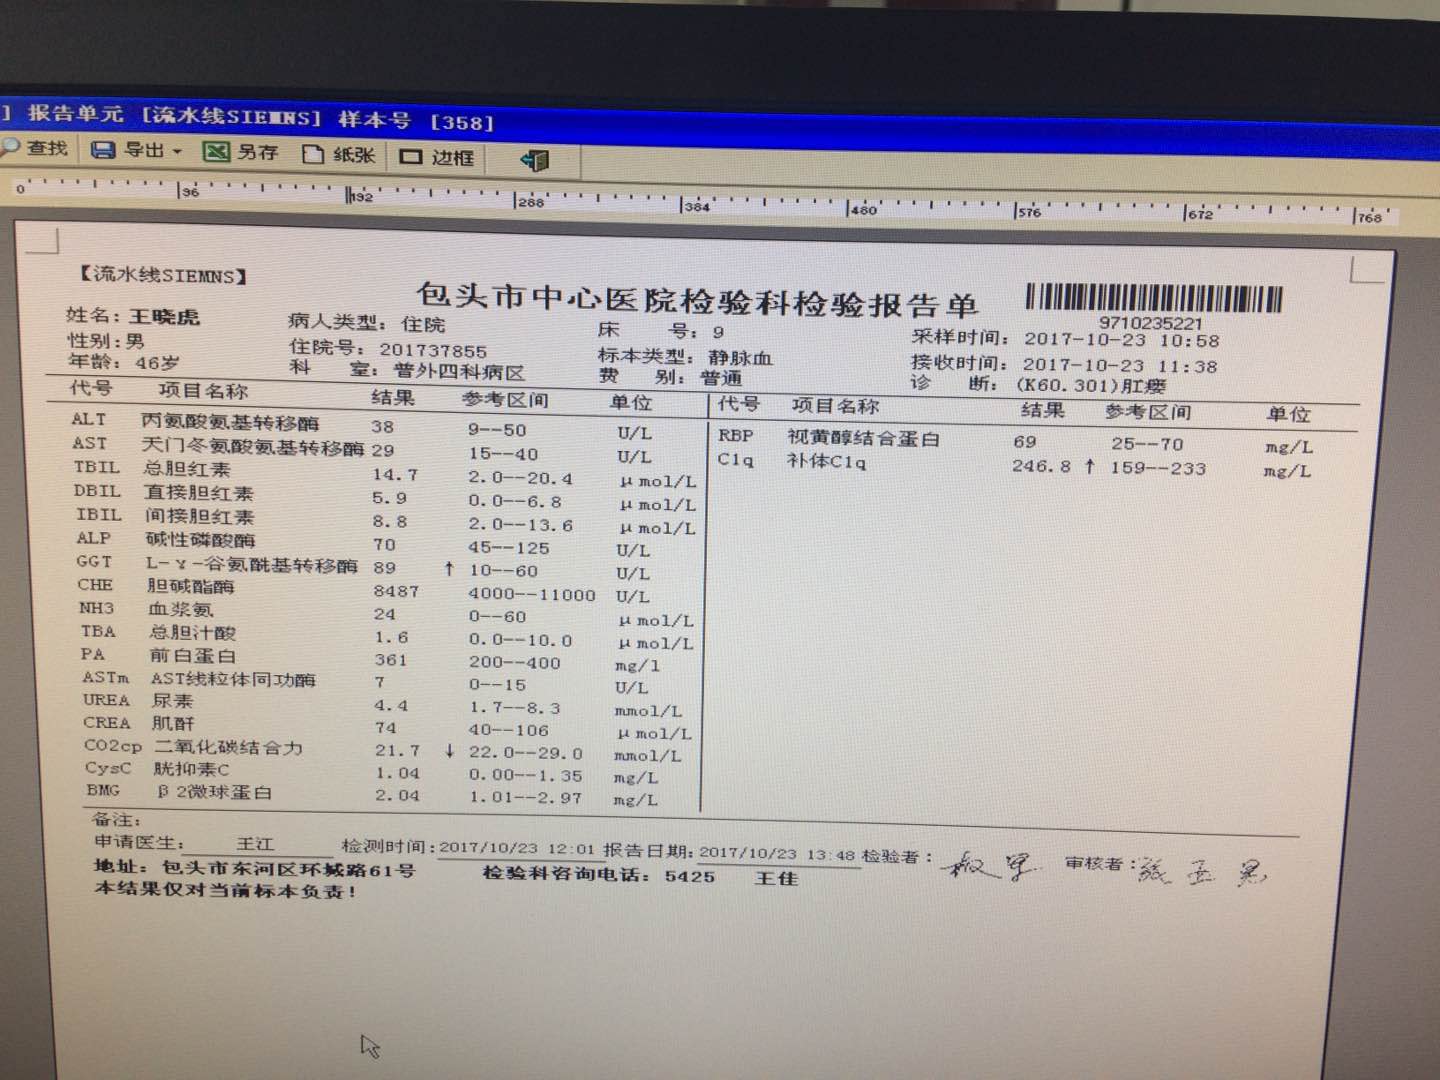 ] 报告单元 [流水线SIEMNS] 样本号 [358]
查找 导出 另存 纸张 边框
0 96 192 288 384 480 576 672 768
【流水线SIEMNS】
包头市中心医院检验科检验报告单
9710235221
姓名: 王晓虎 病人类型: 住院 床 号: 9 采样时间: 2017-10-23 10:58
性别:男 住院号: 201737855 标本类型: 静脉血 接收时间: 2017-10-23 11:38
年龄: 46岁 科 室: 普外四科病区 费 别: 普通 诊 断: (K60.301)肛瘘
代号 项目名称 结果 参考区间 单位 代号 项目名称 结果 参考区间 单位
ALT 丙氨酸氨基转移酶 38 9--50 U/L RBP 视黄醇结合蛋白 69 25--70 mg/L
AST 天门冬氨酸氨基转移酶 29 15--40 U/L C1q 补体C1q 246.8 ↑ 159--233 mg/L
TBIL 总胆红素 14.7 2.0--20.4 μmol/L
DBIL 直接胆红素 5.9 0.0--6.8 μmol/L
IBIL 间接胆红素 8.8 2.0--13.6 μmol/L
ALP 碱性磷酸酶 70 45--125 U/L
GGT L-γ-谷氨酰基转移酶 89 ↑ 10--60 U/L
CHE 胆碱酯酶 8487 4000--11000 U/L
NH3 血浆氨 24 0--60 μmol/L
TBA 总胆汁酸 1.6 0.0--10.0 μmol/L
PA 前白蛋白 361 200--400 mg/l
ASTm AST线粒体同功酶 7 0--15 U/L
UREA 尿素 4.4 1.7--8.3 mmol/L
CREA 肌酐 74 40--106 μmol/L
CO2cp 二氧化碳结合力 21.7 ↓ 22.0--29.0 mmol/L
CysC 胱抑素C 1.04 0.00--1.35 mg/L
BMG β2微球蛋白 2.04 1.01--2.97 mg/L
备注:
申请医生: 王江 检测时间:2017/10/23 12:01 报告日期:2017/10/23 13:48 检验者: 审核者:
地址: 包头市东河区环城路61号 检验科咨询电话: 5425 王佳
本结果仅对当前标本负责!